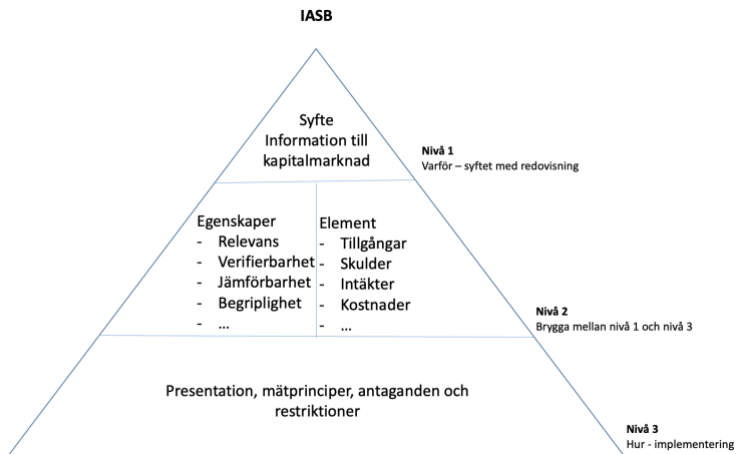 IASB
Syfte
Information till
kapitalmarknad
Nivå 1
Varför – syftet med redovisning
Egenskaper
- Relevans
- Verifierbarhet
- Jämförbarhet
- Begriplighet
- ...
Element
- Tillgångar
- Skulder
- Intäkter
- Kostnader
- ...
Nivå 2
Brygga mellan nivå 1 och nivå 3
Presentation, mätprinciper, antaganden och
restriktioner
Nivå 3
Hur - implementering